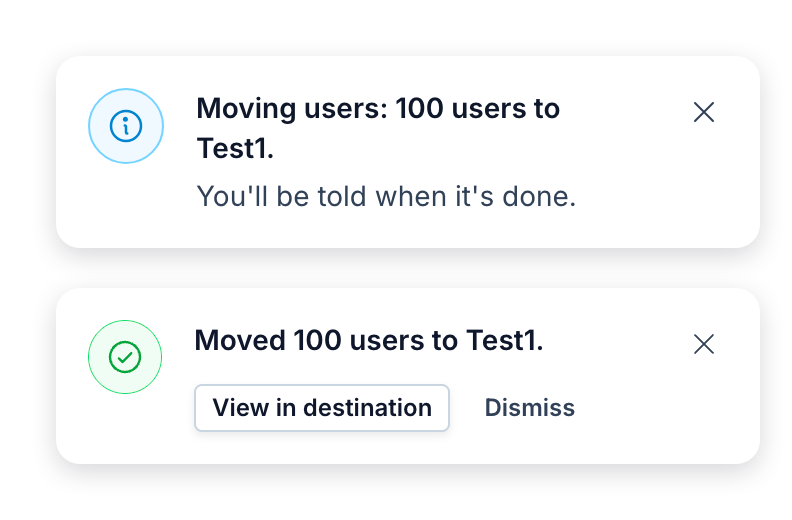 Moving users: 100 users to
Test1.
You'll be told when it's done.
Moved 100 users to Test1.
View in destination
Dismiss